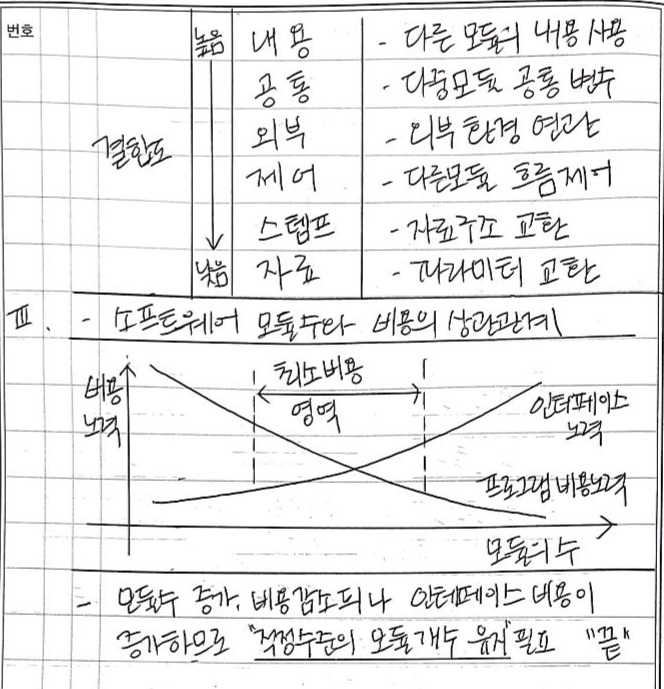 번호
높음 내용 - 다른 모듈의 내용 사용
공통 - 다중모듈 공통 변수
외부 - 외부환경 연관
결합도
제어 - 다른모듈 흐름제어
스탬프 - 자료구조 교환
낮음 자료 - 파라미터 교환
Ⅲ. - 소프트웨어 모듈수와 비용의 상관관계
비용 노력
최소비용
영역
인터페이스
노력
프로그램 비용노력
모듈의 수
- 모듈수 증가, 비용감소되나 인터페이스 비용이
증가하므로 "적정수준의 모듈개수 유지" 필요 "끝"